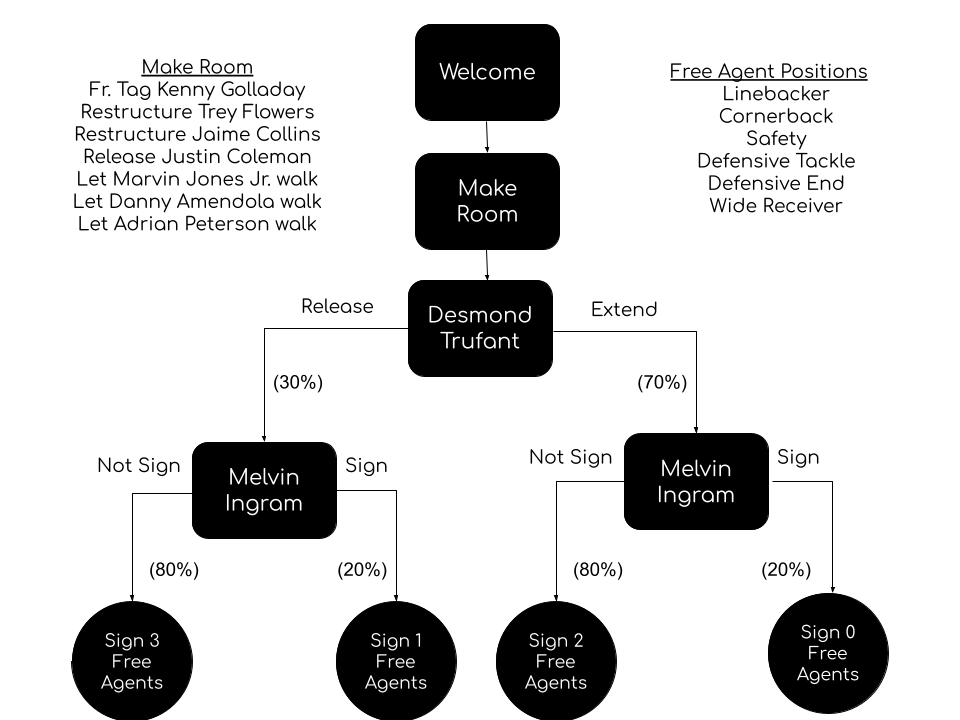 Welcome
Make Room
Fr. Tag Kenny Golladay
Restructure Trey Flowers
Restructure Jaime Collins
Release Justin Coleman
Let Marvin Jones Jr. walk
Let Danny Amendola walk
Let Adrian Peterson walk
Free Agent Positions
Linebacker
Cornerback
Safety
Defensive Tackle
Defensive End
Wide Receiver
Make
Room
Desmond
Trufant
Release
Extend
(30%)
(70%)
Not Sign
Melvin
Ingram
Sign
Not Sign
Melvin
Ingram
Sign
(80%)
(20%)
(80%)
(20%)
Sign 3
Free
Agents
Sign 1
Free
Agents
Sign 2
Free
Agents
Sign 0
Free
Agents